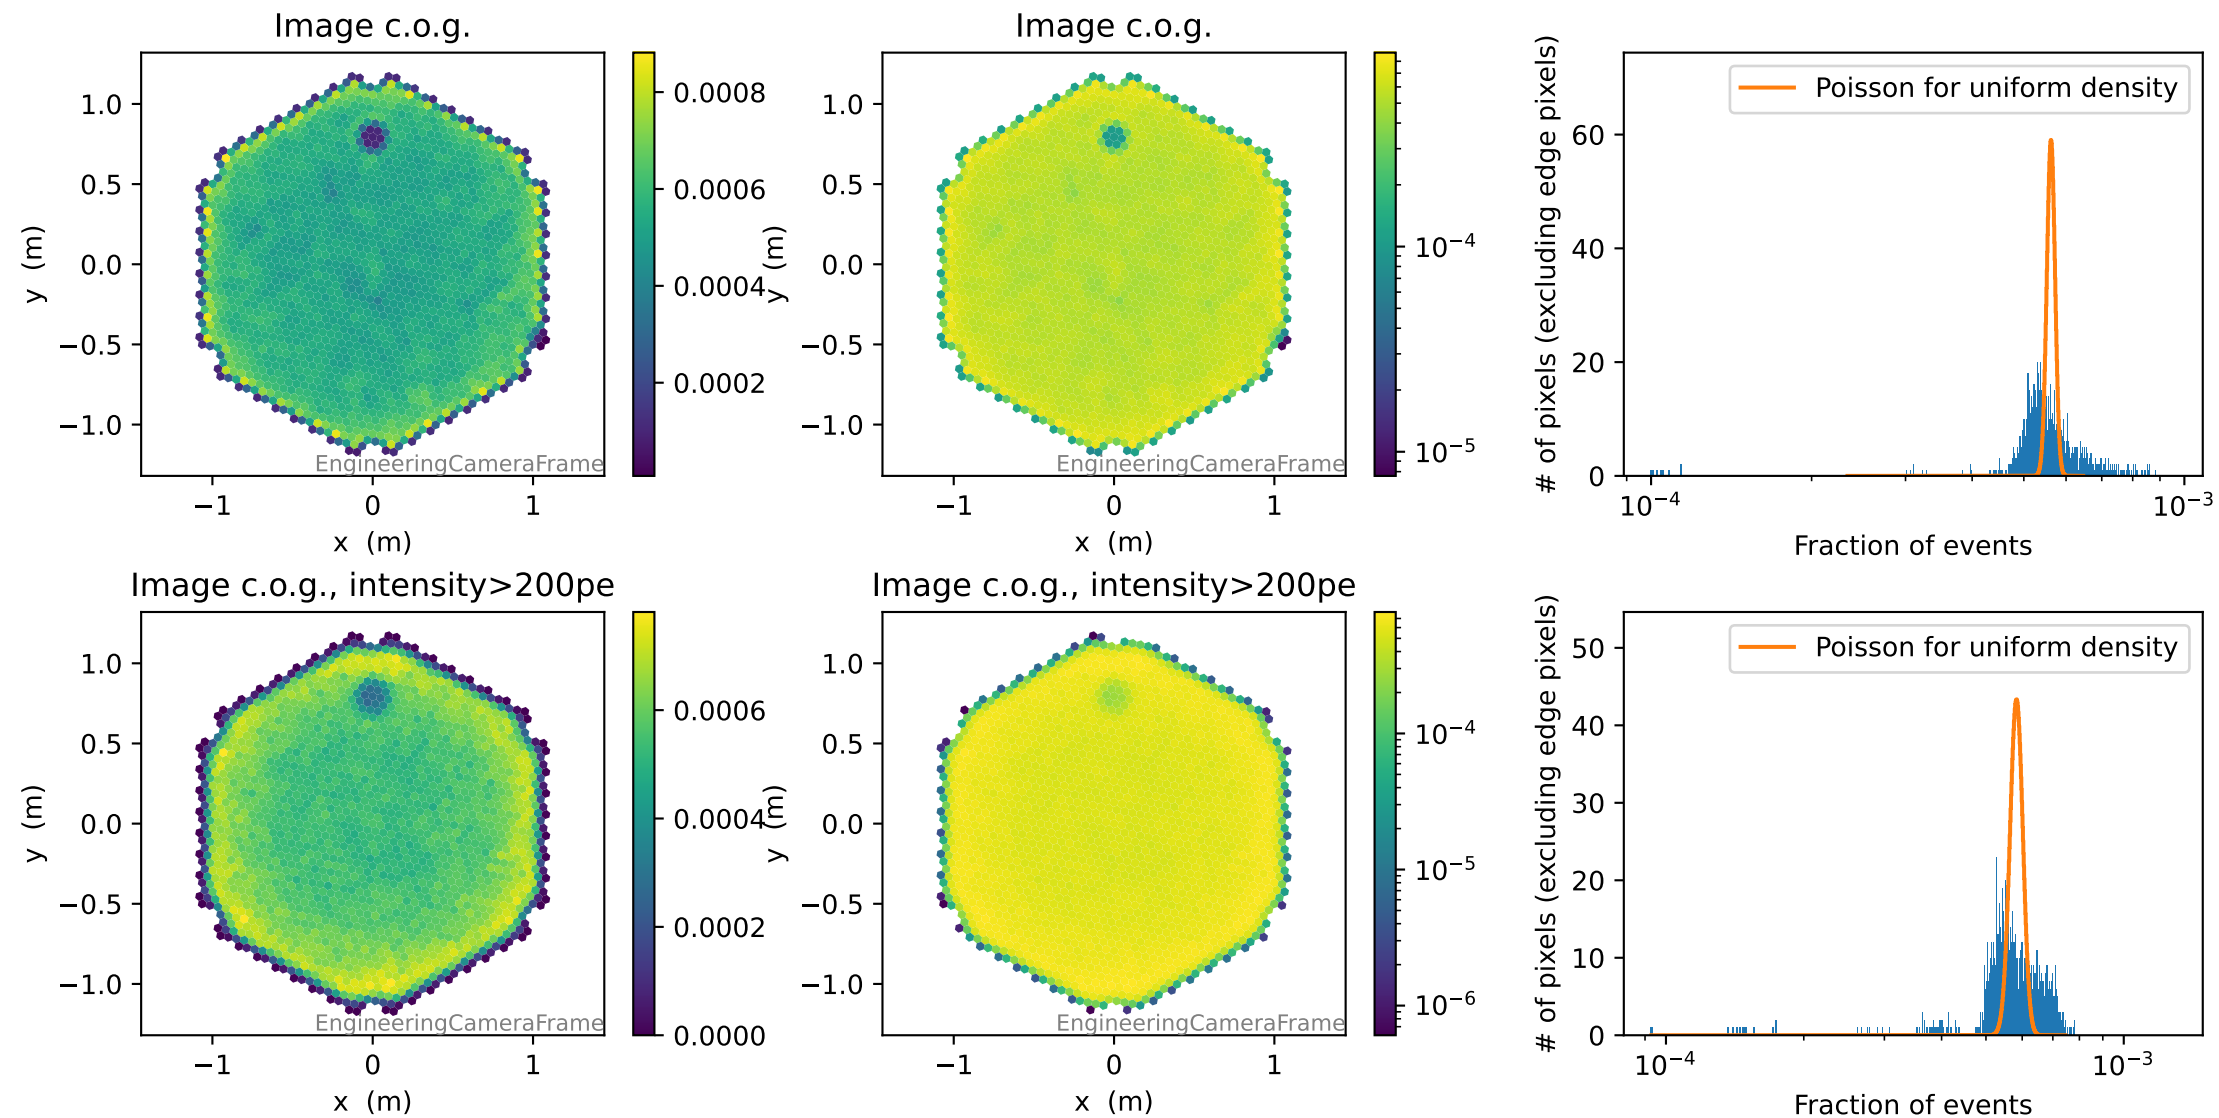 Image c.o.g.
1.0
0.5
0.0
−0.5
−1.0
y (m)
−1
0
1
x (m)
EngineeringCameraFrame
0.0008
0.0006
0.0004
0.0002
Image c.o.g.
1.0
0.5
0.0
−0.5
−1.0
y (m)
−1
0
1
x (m)
EngineeringCameraFrame
10⁻⁴
10⁻⁵
# of pixels (excluding edge pixels)
60
40
20
0
Poisson for uniform density
10⁻⁴
10⁻³
Fraction of events
Image c.o.g., intensity>200pe
1.0
0.5
0.0
−0.5
−1.0
y (m)
−1
0
1
x (m)
EngineeringCameraFrame
0.0006
0.0004
0.0002
0.0000
Image c.o.g., intensity>200pe
1.0
0.5
0.0
−0.5
−1.0
y (m)
−1
0
1
x (m)
EngineeringCameraFrame
10⁻⁴
10⁻⁵
10⁻⁶
# of pixels (excluding edge pixels)
50
40
30
20
10
0
Poisson for uniform density
10⁻⁴
10⁻³
Fraction of events